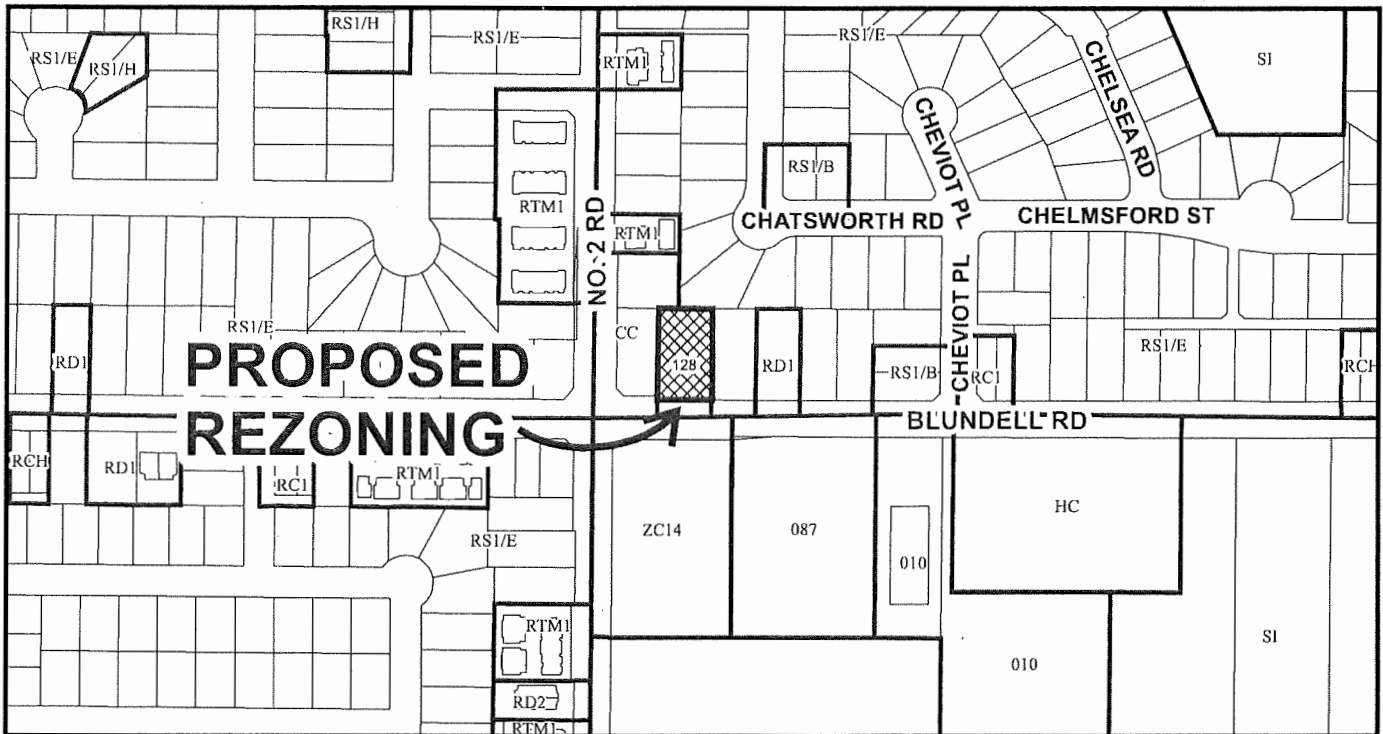 RS1/H
RS1/E
RS1/E
RS1/E
RS1/H
RTM1
CHELSEA RD
SI
CHEVIOT PL
RS1/B
RTM1
NO. 2 RD
RTM1
CHATSWORTH RD
CHELMSFORD ST
CHEVIOT PL
RS1/E
CC
RD1
PROPOSED
REZONING
128
RD1
RS1/B
RC1
RS1/E
BLUNDELL RD
RCH
RD1
RC1
RTM1
RS1/E
ZC14
087
010
HC
RTM1
RD2
RTM1
010
SI